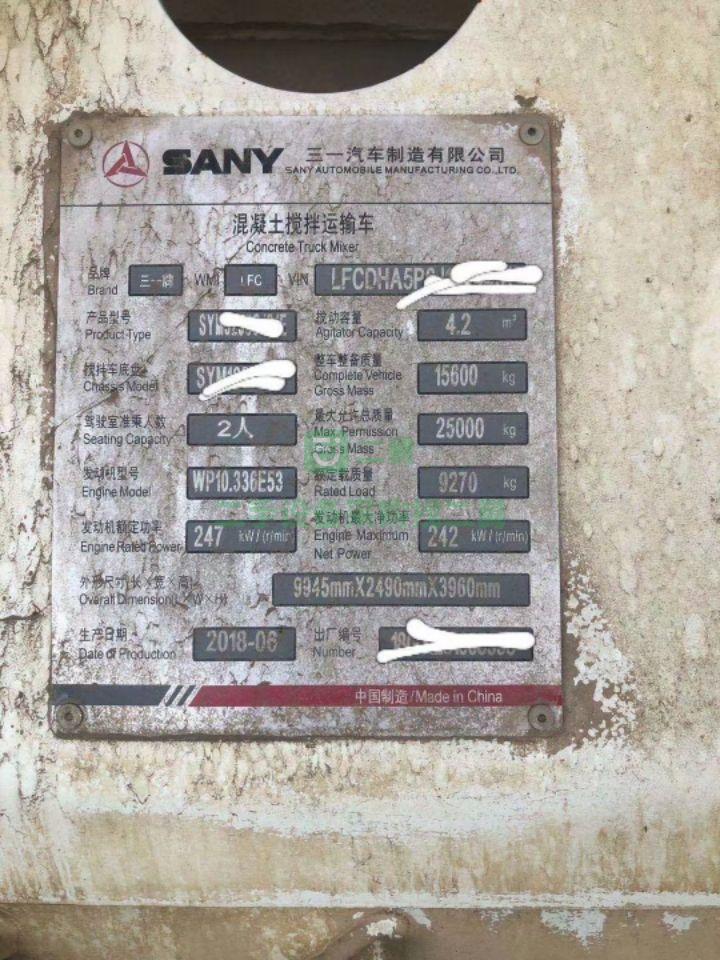 SANY 三一汽车制造有限公司
SANY AUTOMOBILE MANUFACTURING CO.,LTD.
混凝土搅拌运输车
Concrete Truck Mixer
品牌 Brand 三一牌 WMI LFC VIN LFCDHA5P
产品型号 Product Type 搅动容量 Agitator Capacity 4.2 m³
搅拌车底盘 Chassis Model 整车整备质量 Complete Vehicle Gross Mass 15600 kg
驾驶室准乘人数 Seating Capacity 2人 最大允许总质量 Max. Permission Gross Mass 25000 kg
发动机型号 Engine Model WP10.336E53 额定载质量 Rated Load 9270 kg
发动机额定功率 Engine Rated Power 247 kW/(r/min) 发动机最大净功率 Engine Maximum Net Power 242 kW/(r/min)
外形尺寸(长×宽×高) Overall Dimension(L×W×H) 9945mmX2490mmX3960mm
生产日期 Date of Production 2018-06 出厂编号 Number
中国制造/Made in China